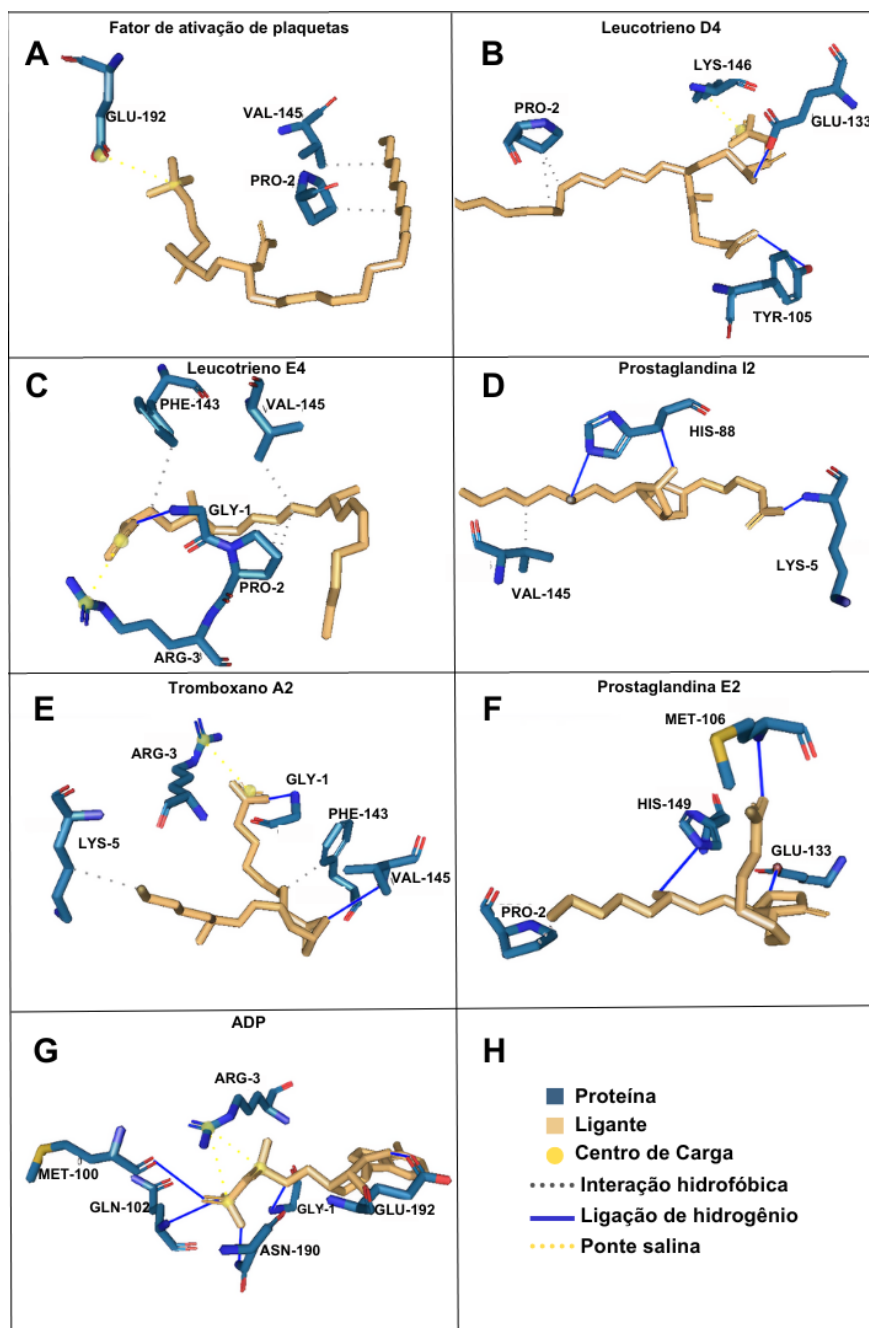 Fator de ativação de plaquetas
A
GLU-192
VAL-145
PRO-2
Leucotrieno D4
B
LYS-146
PRO-2
GLU-133
TYR-105
Leucotrieno E4
C
PHE-143
VAL-145
GLY-1
PRO-2
ARG-3
Prostaglandina I2
D
HIS-88
LYS-5
VAL-145
Tromboxano A2
E
ARG-3
GLY-1
PHE-143
LYS-5
VAL-145
Prostaglandina E2
F
MET-106
HIS-149
GLU-133
PRO-2
ADP
G
ARG-3
MET-100
GLN-102
GLY-1
GLU-192
ASN-190
H
Proteína
Ligante
Centro de Carga
Interação hidrofóbica
Ligação de hidrogênio
Ponte salina